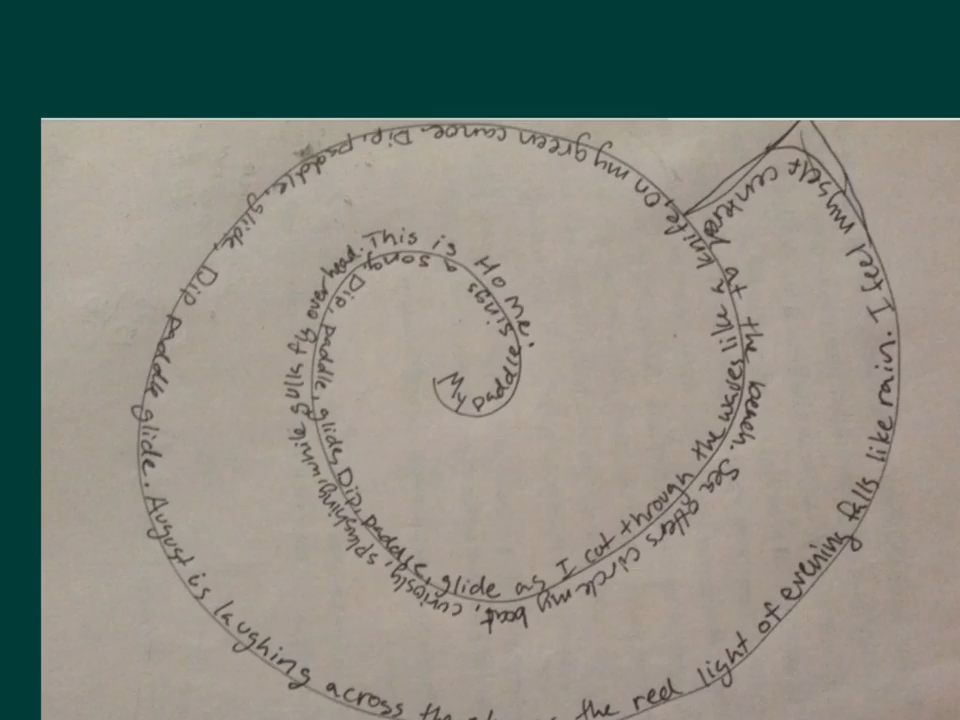 My paddle sings a song. Dip, paddle, glide, Dip, paddle, glide as I cut through the waves like a knife, on my green canoe. Dip, paddle, glide, Dip paddle glide. August is laughing across the the red light of evening falls like rain. I feel myself centered at the beach. Sea otters circle my boat, curiosly, splushing, while gulls fly overhead. This is HOME.